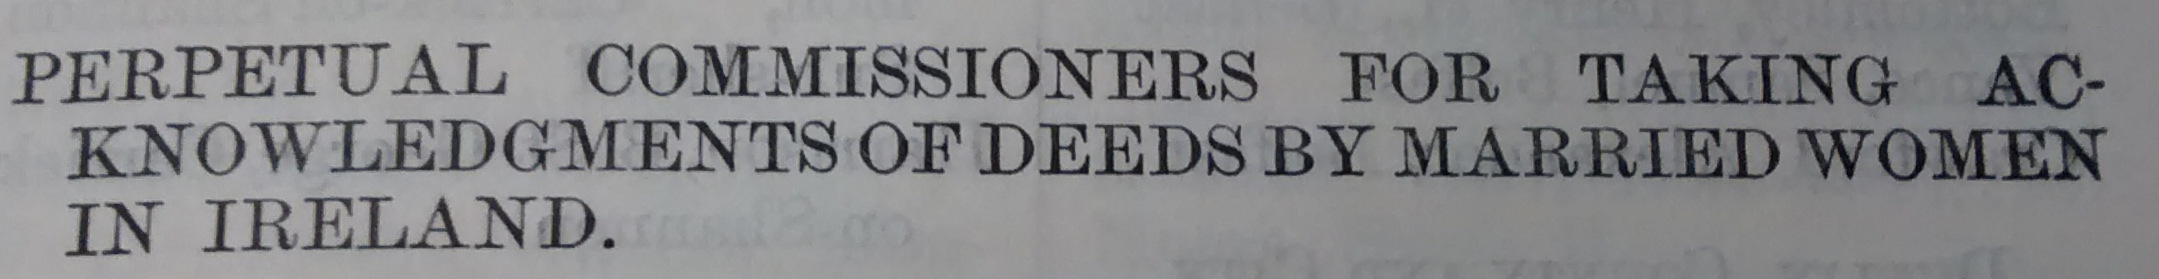 PERPETUAL COMMISSIONERS FOR TAKING AC-
KNOWLEDGMENTS OF DEEDS BY MARRIED WOMEN
IN IRELAND.